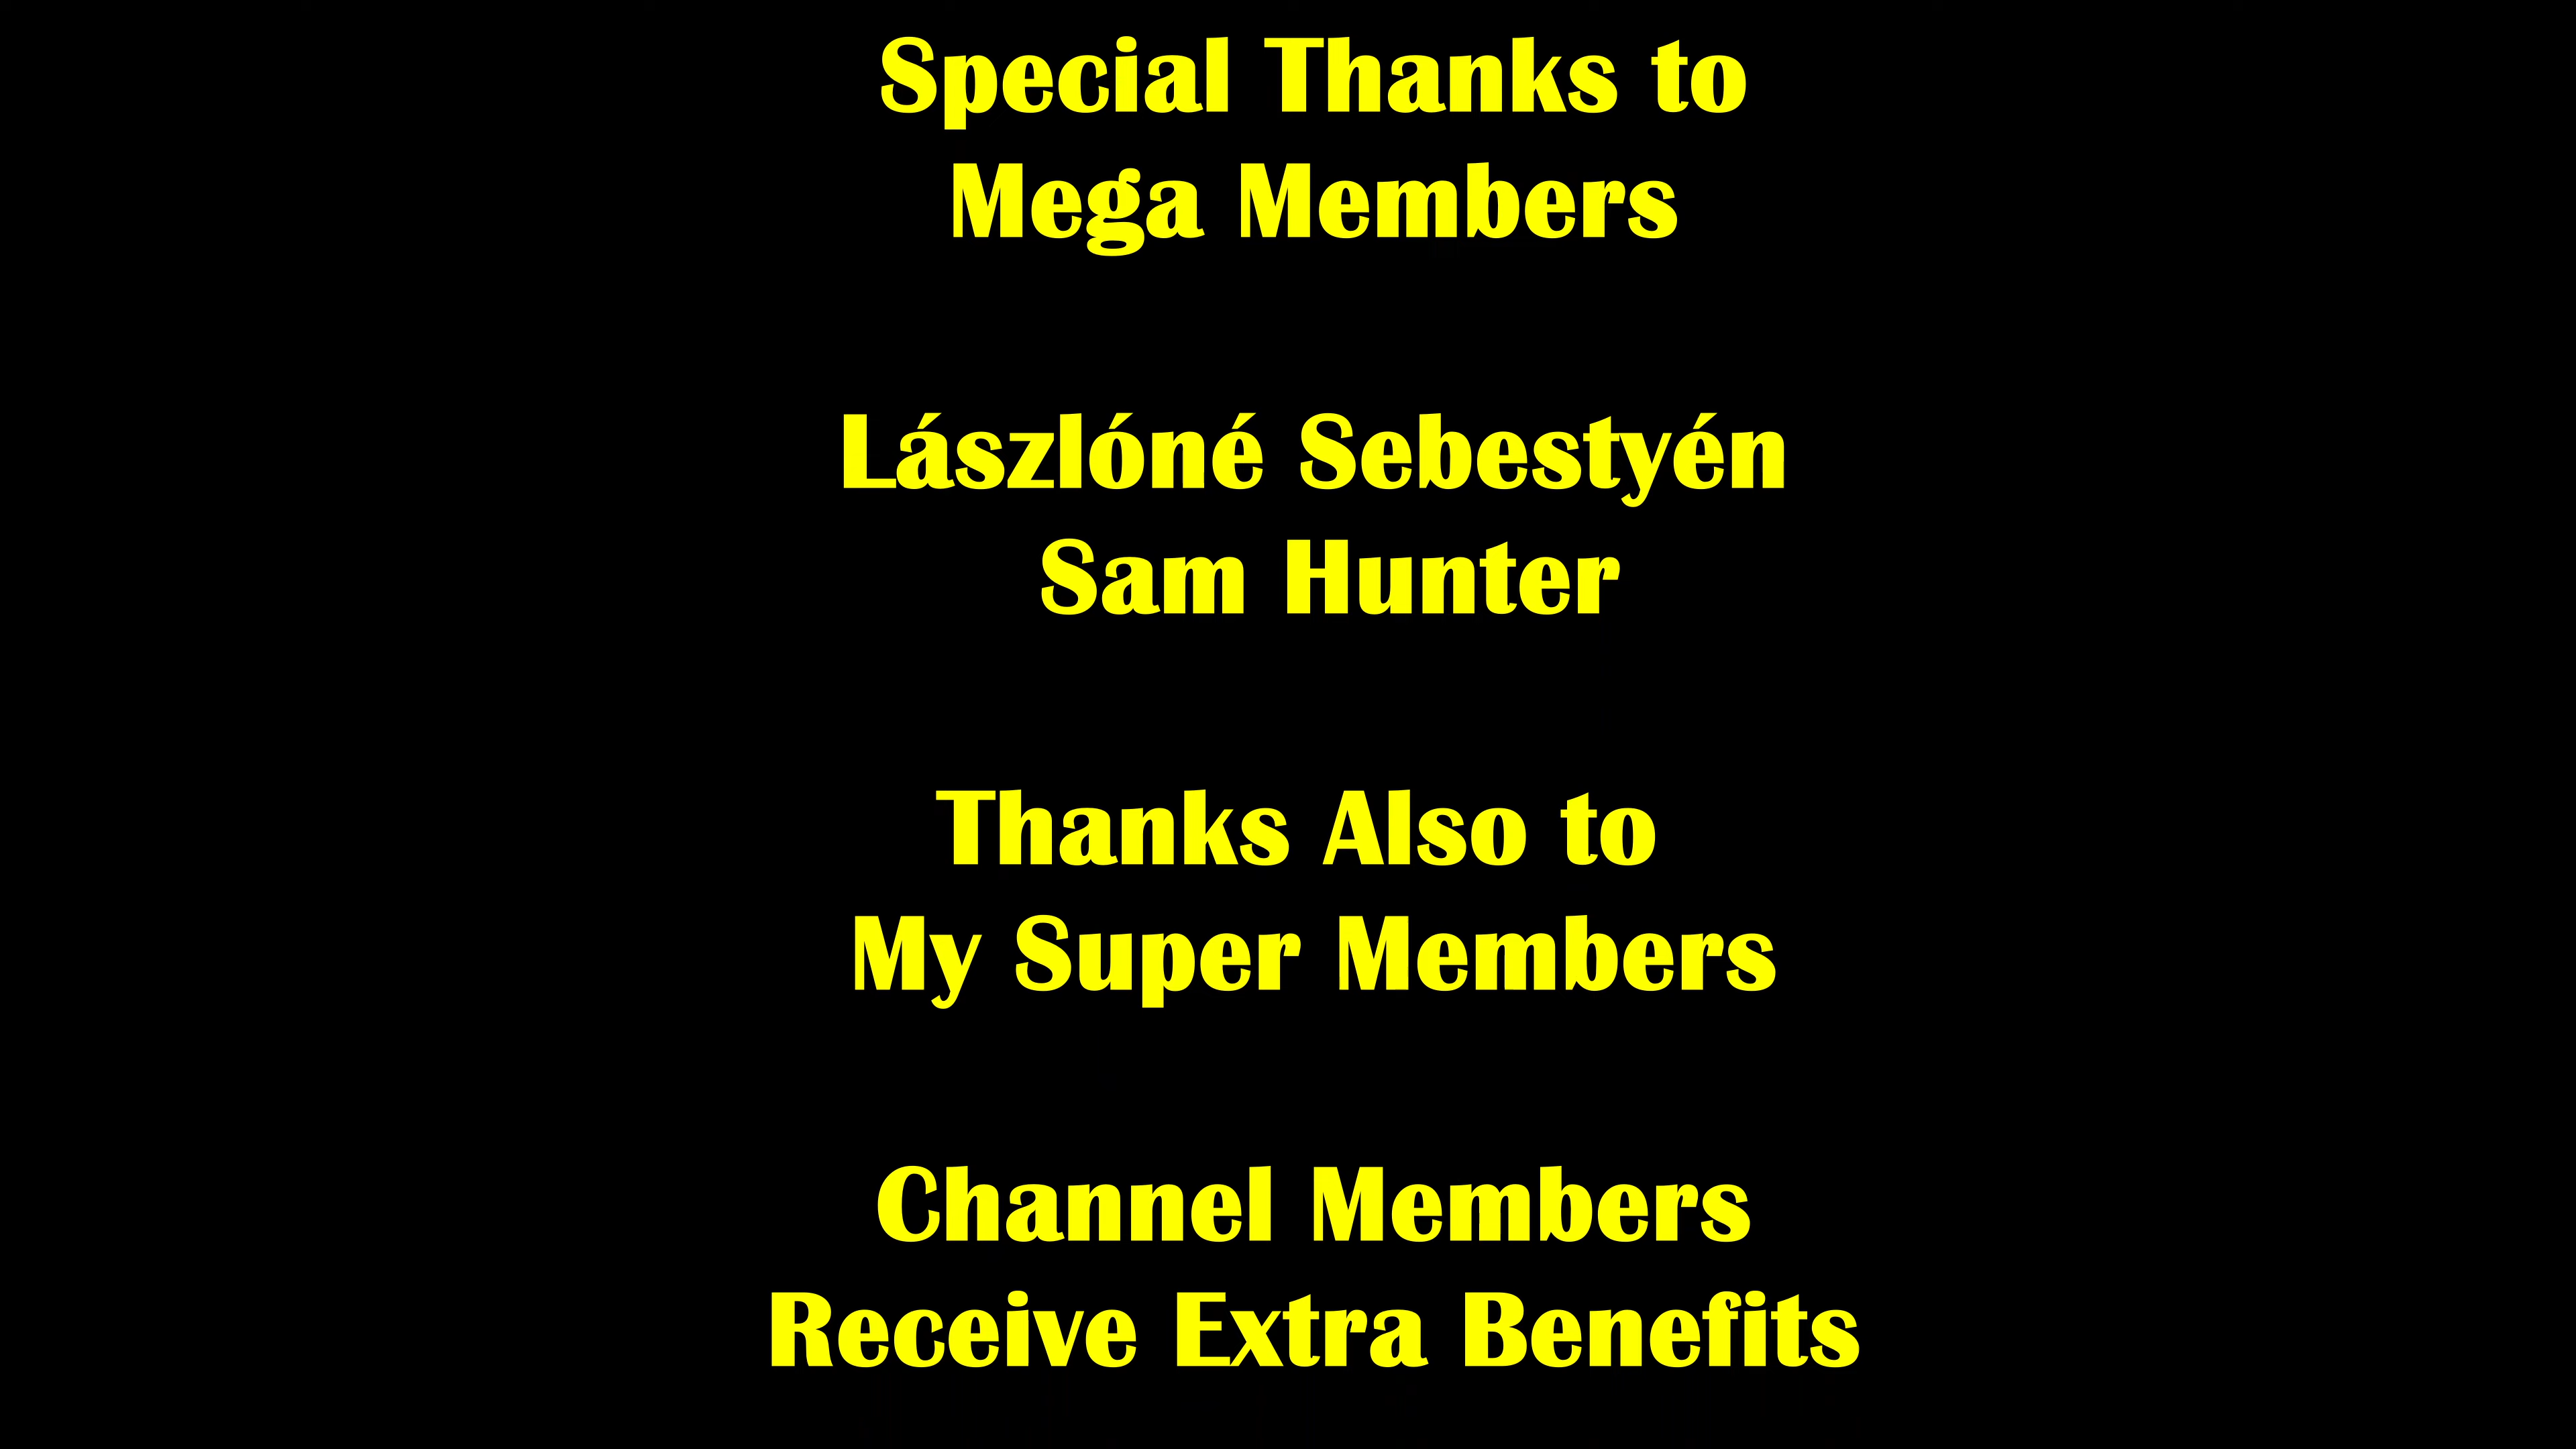 Special Thanks to
Mega Members
Lászlóné Sebestyén
Sam Hunter
Thanks Also to
My Super Members
Channel Members
Receive Extra Benefits